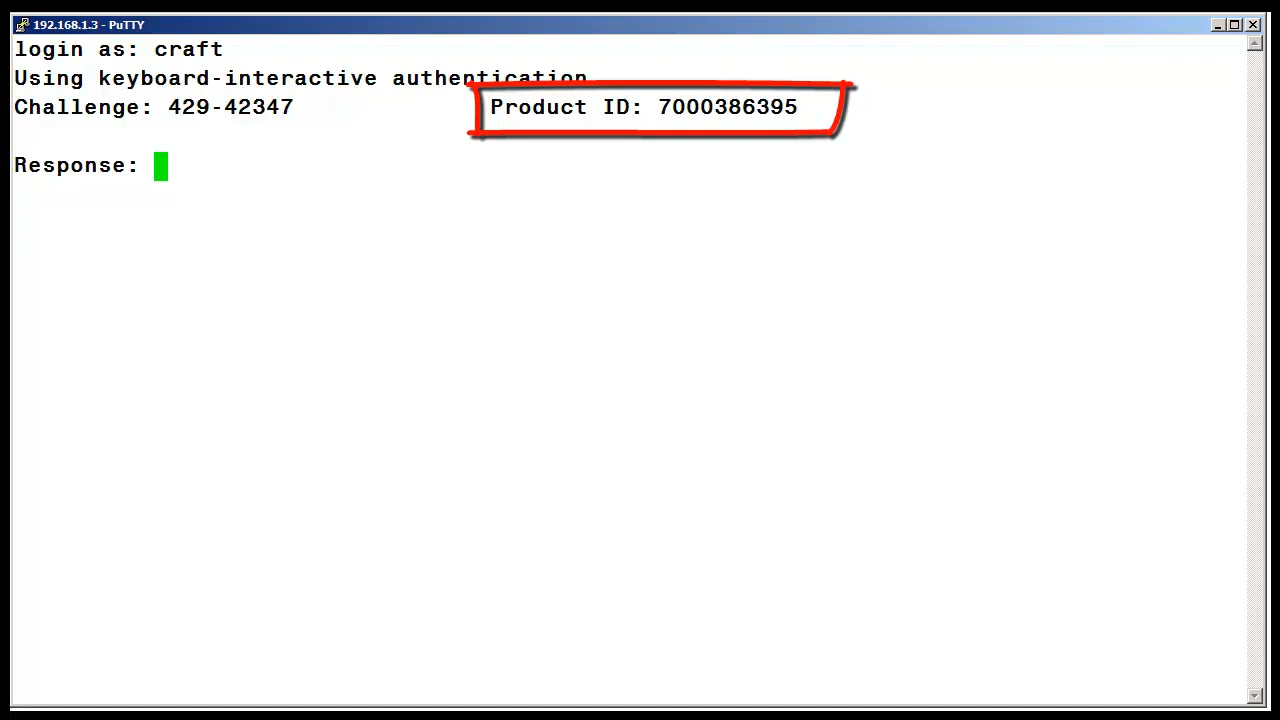 192.168.1.3 - PuTTY
login as: craft
Using keyboard-interactive authentication.
Challenge: 429-42347 Product ID: 7000386395
Response: